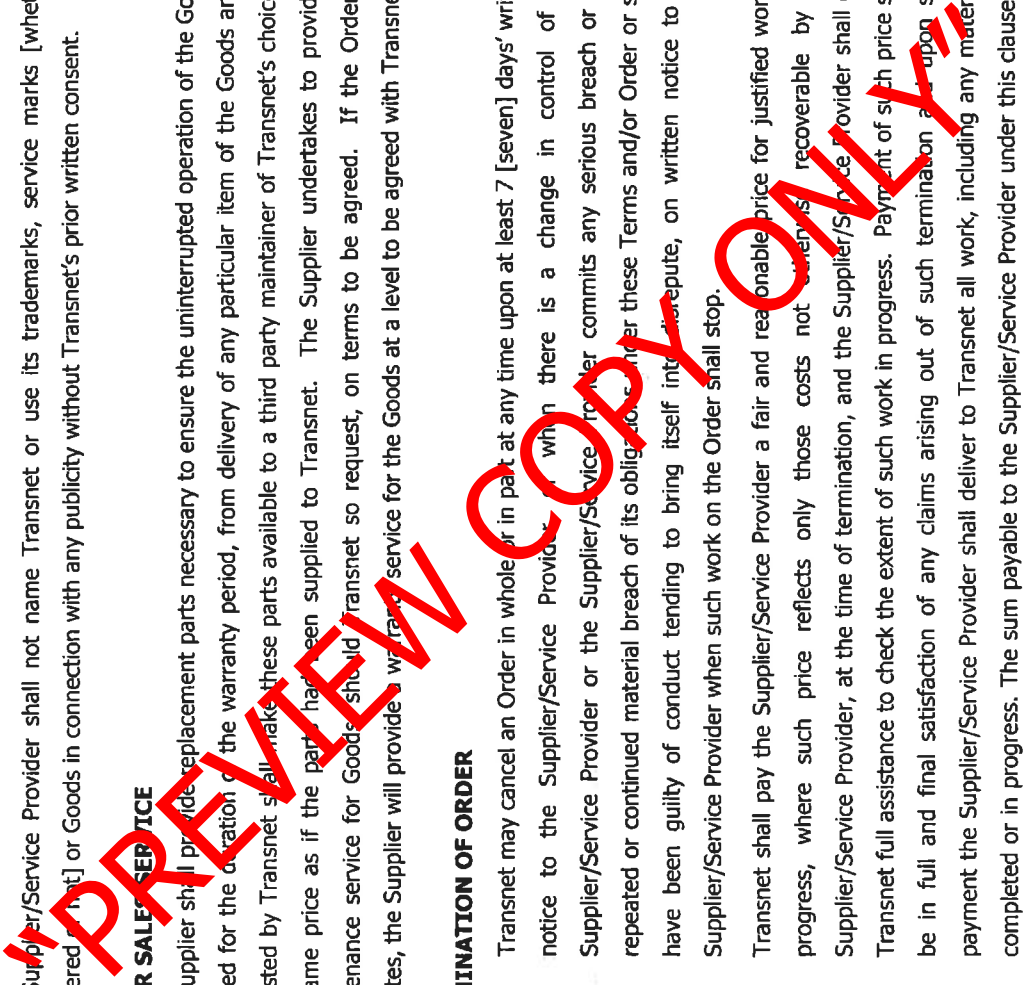 Supplier/Service Provider shall not name Transnet or use its trademarks, service marks [whet
ered or not] or Goods in connection with any publicity without Transnet's prior written consent.
R SALES SERVICE
upplier shall provide replacement parts necessary to ensure the uninterrupted operation of the Go
ed for the duration of the warranty period, from delivery of any particular item of the Goods an
sted by Transnet shall make these parts available to a third party maintainer of Transnet's choic
ame price as if the parts had been supplied to Transnet. The Supplier undertakes to provid
enance service for Goods, should Transnet so request, on terms to be agreed. If the Order
tes, the Supplier will provide a warranty service for the Goods at a level to be agreed with Transne
MINATION OF ORDER
Transnet may cancel an Order in whole or in part at any time upon at least 7 [seven] days' wri
notice to the Supplier/Service Provider, or when there is a change in control of
Supplier/Service Provider or the Supplier/Service Provider commits any serious breach or
repeated or continued material breach of its obligations under these Terms and/or Order or s
have been guilty of conduct tending to bring itself into disrepute, on written notice to
Supplier/Service Provider when such work on the Order shall stop.
Transnet shall pay the Supplier/Service Provider a fair and reasonable price for justified wor
progress, where such price reflects only those costs not otherwise recoverable by
Supplier/Service Provider, at the time of termination, and the Supplier/Service Provider shall
Transnet full assistance to check the extent of such work in progress. Payment of such price s
be in full and final satisfaction of any claims arising out of such termination and upon s
payment the Supplier/Service Provider shall deliver to Transnet all work, including any mater
completed or in progress. The sum payable to the Supplier/Service Provider under this clause
"PREVIEW COPY ONLY"